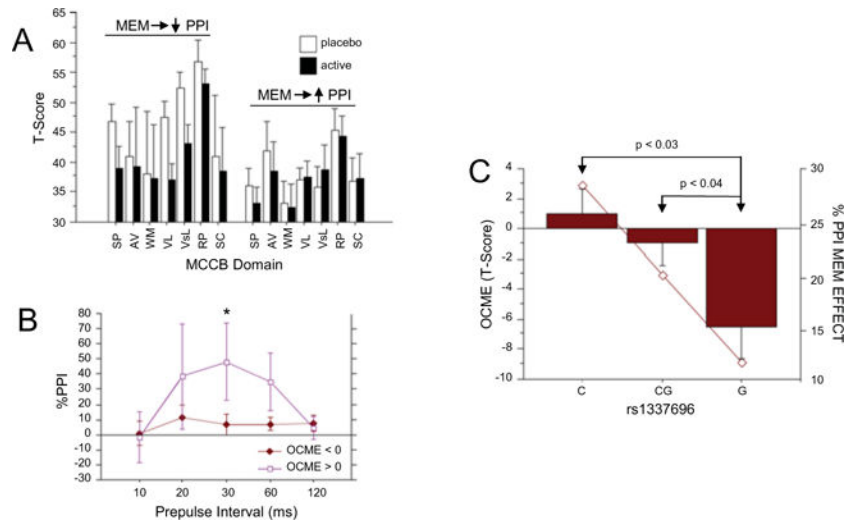 A
65
60
55
50
45
40
35
30
T-Score
MEM → ↓ PPI
placebo
active
MEM → ↑ PPI
SP
AV
WM
VL
VsL
RP
SC
SP
AV
WM
VL
VsL
RP
SC
MCCB Domain
B
80
70
60
50
40
30
20
10
0
-10
-20
-30
%PPI
*
OCME < 0
OCME > 0
10
20
30
60
120
Prepulse Interval (ms)
C
p < 0.03
p < 0.04
4
2
0
-2
-4
-6
-8
-10
OCME (T-Score)
30
25
20
15
10
% PPI MEM EFFECT
C
CG
G
rs1337696